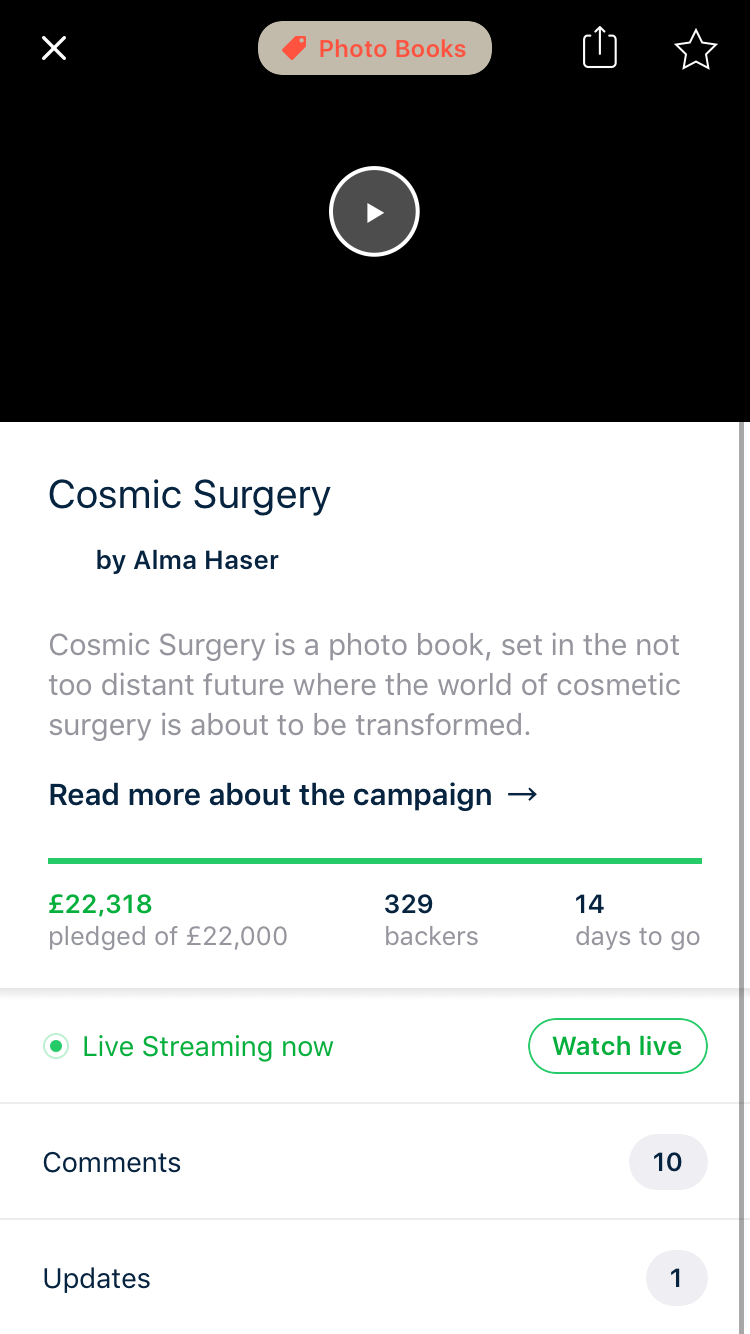 Photo Books
Cosmic Surgery
by Alma Haser
Cosmic Surgery is a photo book, set in the not
too distant future where the world of cosmetic
surgery is about to be transformed.
Read more about the campaign →
£22,318
pledged of £22,000
329
backers
14
days to go
Live Streaming now
Watch live
Comments
10
Updates
1